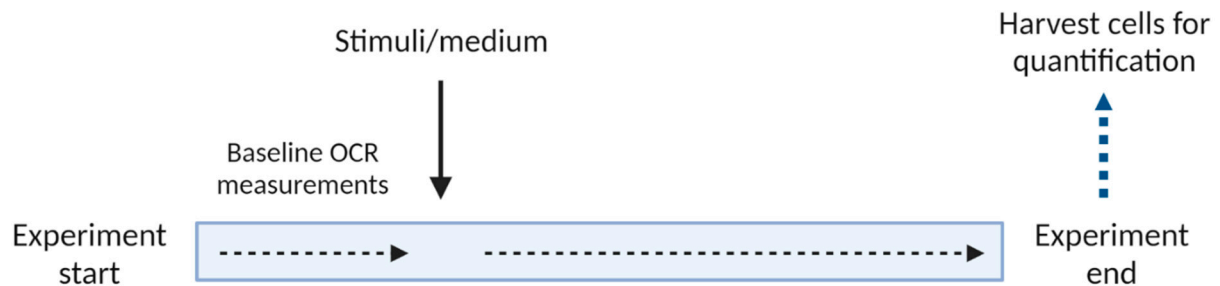 Stimuli/medium
Harvest cells for
quantification
Baseline OCR
measurements
Experiment
start
Experiment
end